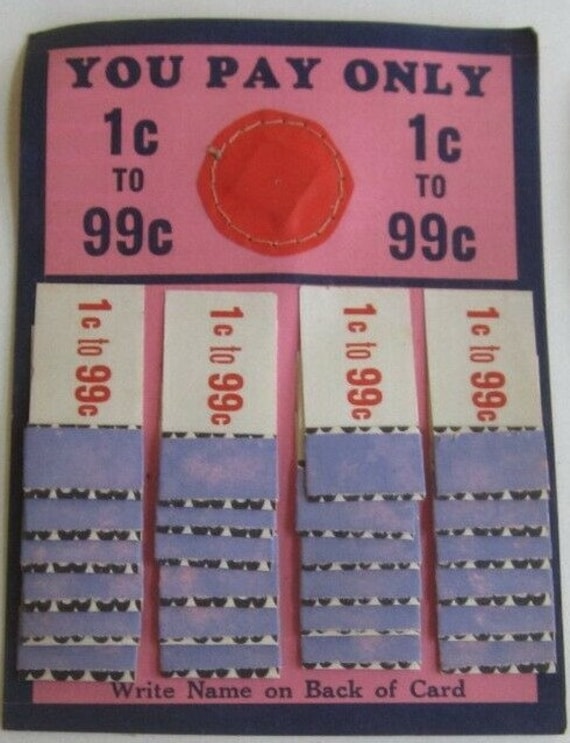 YOU PAY ONLY
1c
TO
99c
1c
TO
99c
1c to 99c
1c to 99c
1c to 99c
1c to 99c
Write Name on Back of Card